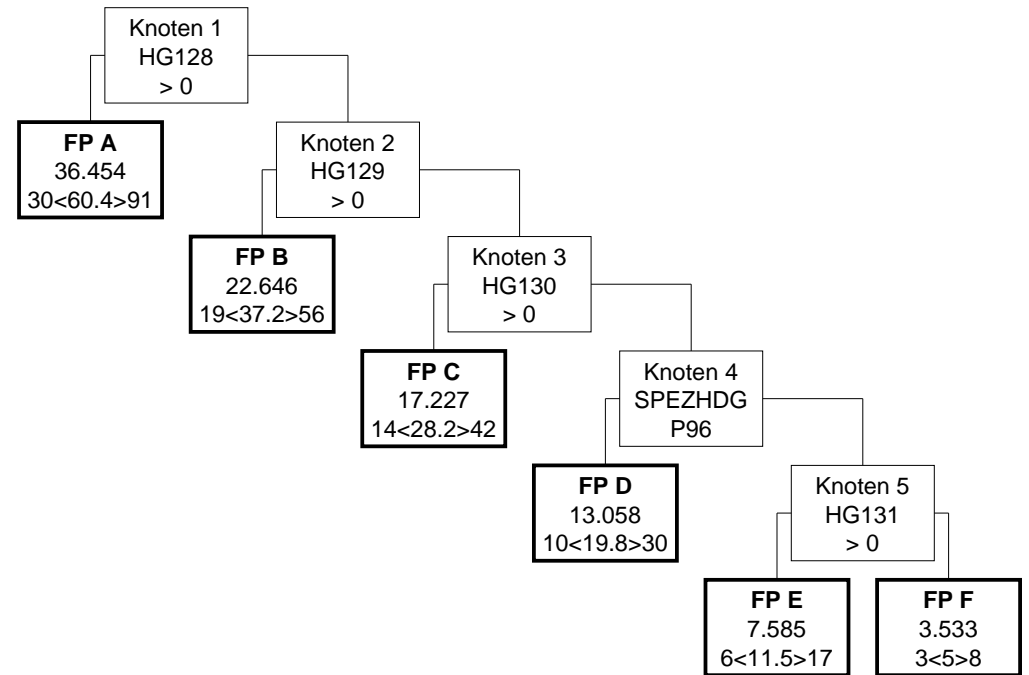 Knoten 1
HG128
> 0
FP A
36.454
30<60.4>91
Knoten 2
HG129
> 0
FP B
22.646
19<37.2>56
Knoten 3
HG130
> 0
FP C
17.227
14<28.2>42
Knoten 4
SPEZHDG
P96
FP D
13.058
10<19.8>30
Knoten 5
HG131
> 0
FP E
7.585
6<11.5>17
FP F
3.533
3<5>8